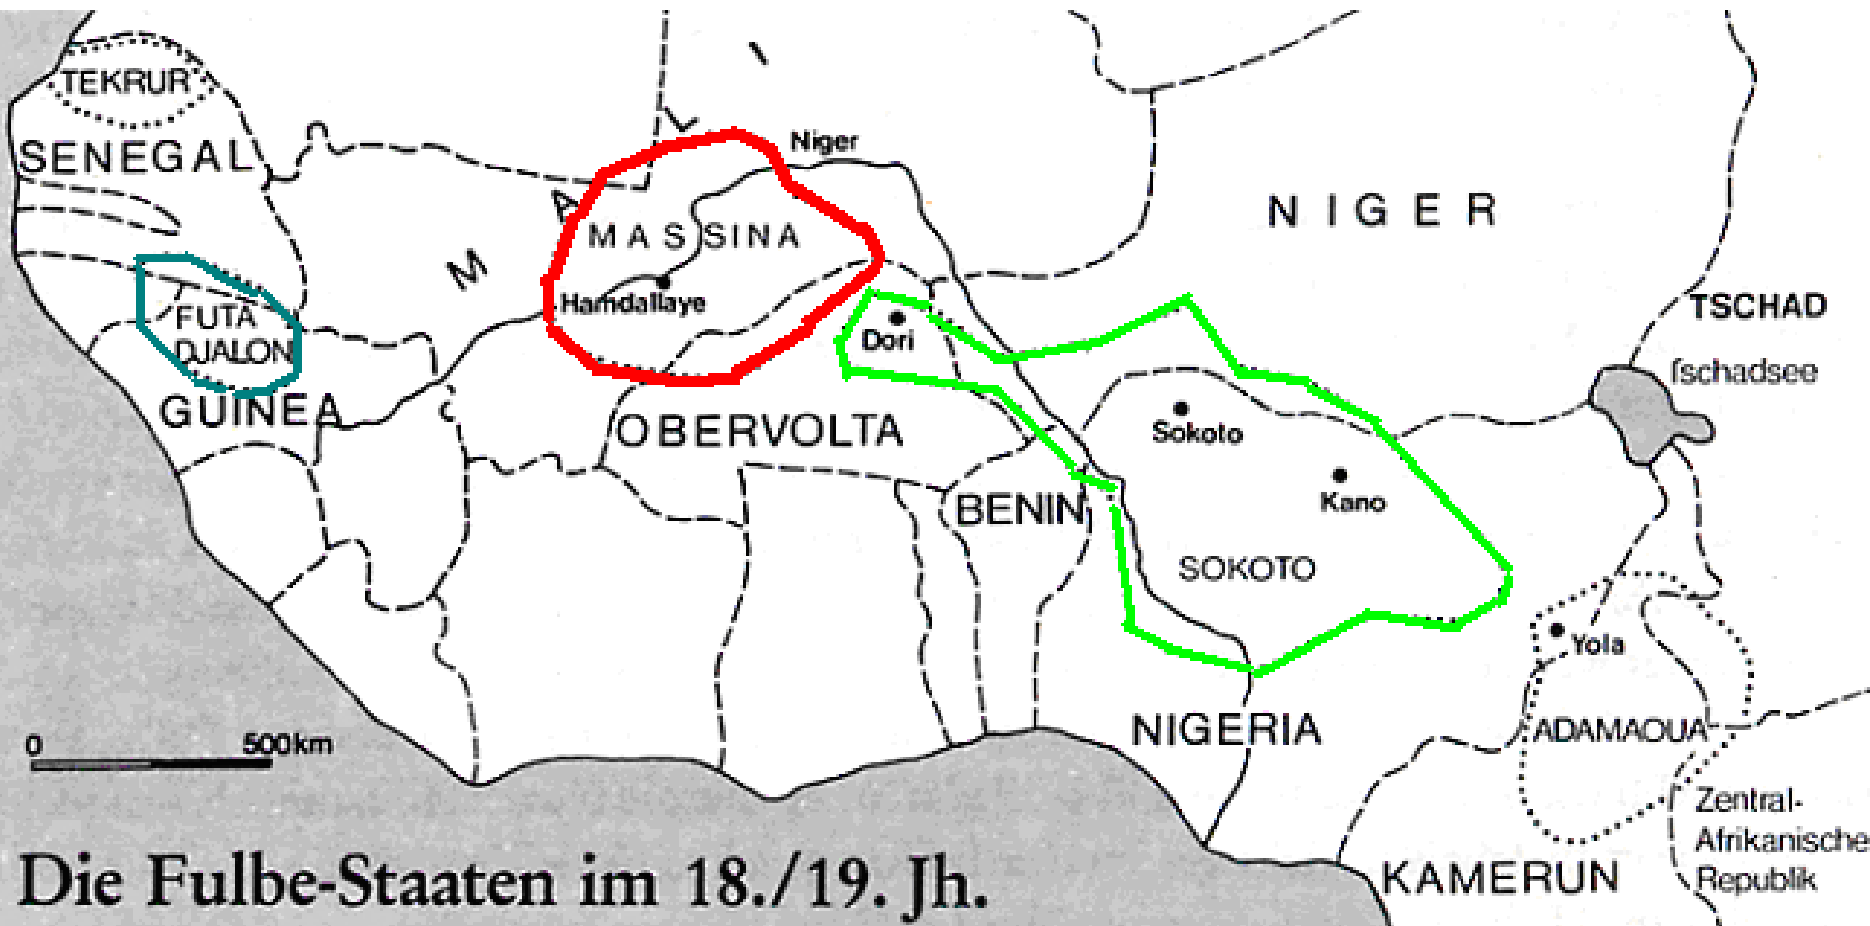 TEKRUR
SENEGAL
Niger
MALI
NIGER
MASSINA
Hamdallaye
FUTA
DJALON
GUINEA
Dori
OBERVOLTA
BENIN
Sokoto
Kano
SOKOTO
TSCHAD
Tschadsee
Yola
ADAMAOUA
NIGERIA
0 500km
Zentral-
Afrikanische
Republik
KAMERUN
Die Fulbe-Staaten im 18./19. Jh.